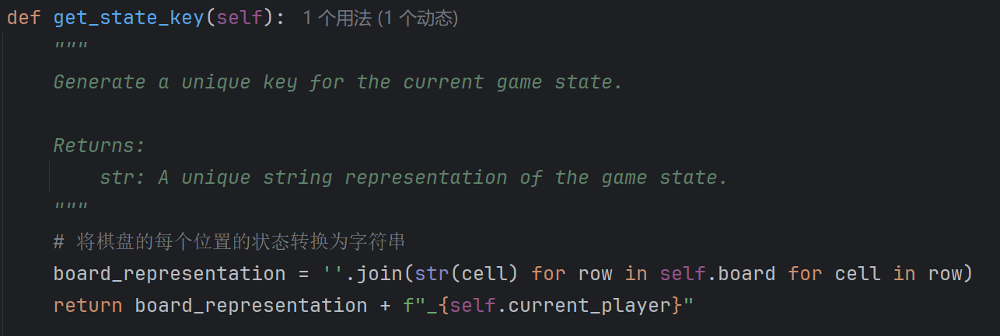 def get_state_key(self): 1 个用法 (1 个动态)
"""
Generate a unique key for the current game state.
Returns:
str: A unique string representation of the game state.
"""
# 将棋盘的每个位置的状态转换为字符串
board_representation = ''.join(str(cell) for row in self.board for cell in row)
return board_representation + f"_{self.current_player}"